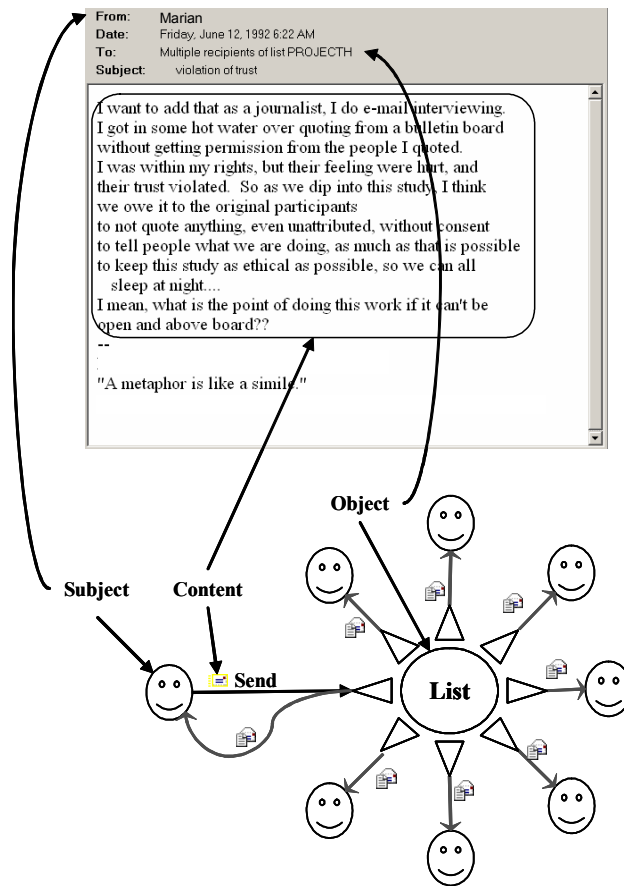 From: Marian
Date: Friday, June 12, 1992 6:22 AM
To: Multiple recipients of list PROJECTH
Subject: violation of trust
I want to add that as a journalist, I do e-mail interviewing.
I got in some hot water over quoting from a bulletin board
without getting permission from the people I quoted.
I was within my rights, but their feeling were hurt, and
their trust violated. So as we dip into this study, I think
we owe it to the original participants
to not quote anything, even unattributed, without consent
to tell people what we are doing, as much as that is possible
to keep this study as ethical as possible, so we can all
sleep at night....
I mean, what is the point of doing this work if it can't be
open and above board??
--
"A metaphor is like a simile."
Object
Subject
Content
Send
List